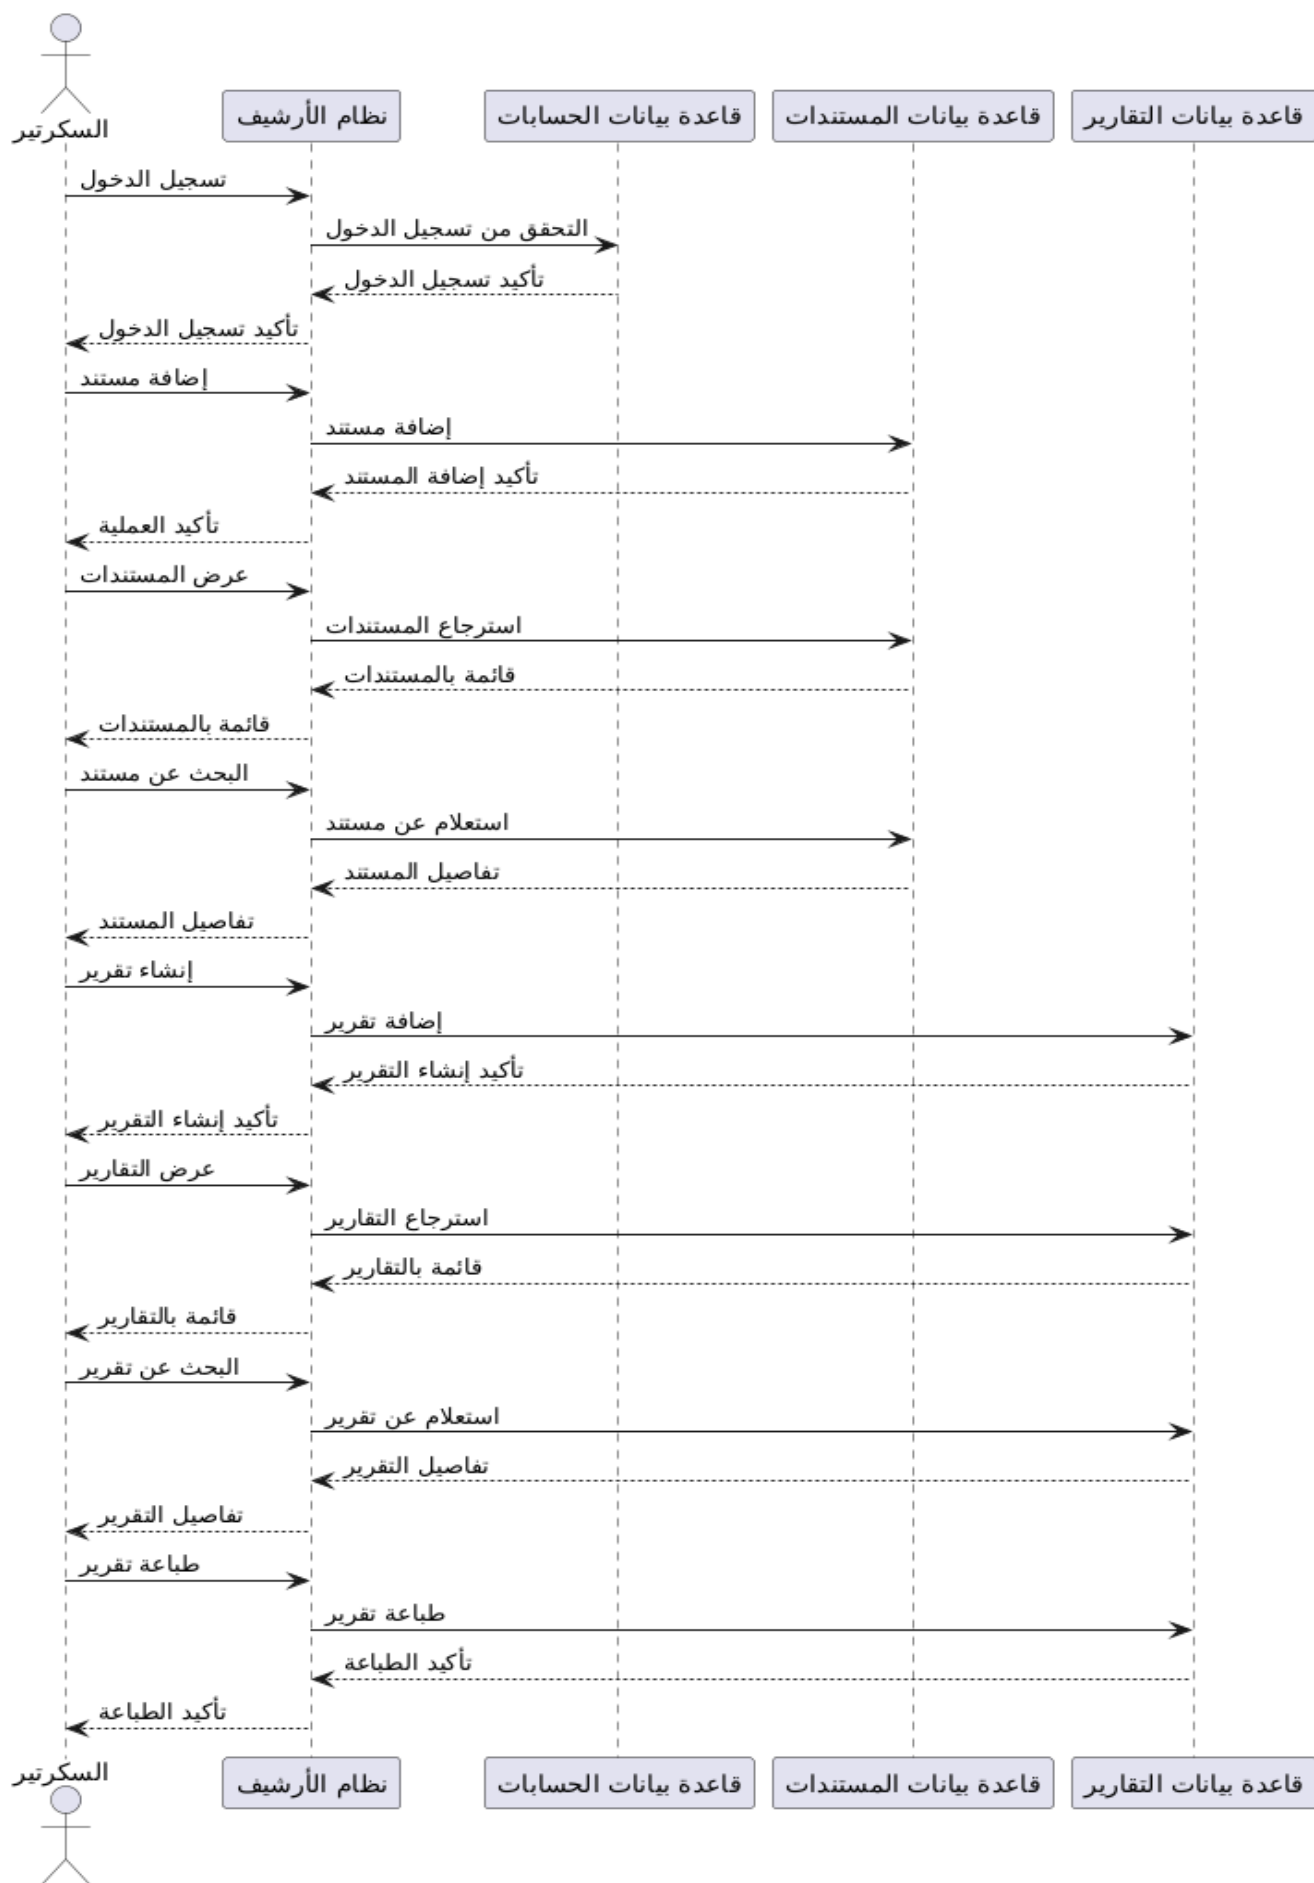 السكرتير
نظام الأرشيف
قاعدة بيانات الحسابات
قاعدة بيانات المستندات
قاعدة بيانات التقارير
تسجيل الدخول
التحقق من تسجيل الدخول
تأكيد تسجيل الدخول
تأكيد تسجيل الدخول
إضافة مستند
إضافة مستند
تأكيد إضافة المستند
تأكيد العملية
عرض المستندات
استرجاع المستندات
قائمة بالمستندات
قائمة بالمستندات
البحث عن مستند
استعلام عن مستند
تفاصيل المستند
تفاصيل المستند
إنشاء تقرير
إضافة تقرير
تأكيد إنشاء التقرير
تأكيد إنشاء التقرير
عرض التقارير
استرجاع التقارير
قائمة بالتقارير
قائمة بالتقارير
البحث عن تقرير
استعلام عن تقرير
تفاصيل التقرير
تفاصيل التقرير
طباعة تقرير
طباعة تقرير
تأكيد الطباعة
تأكيد الطباعة
السكرتير
نظام الأرشيف
قاعدة بيانات الحسابات
قاعدة بيانات المستندات
قاعدة بيانات التقارير